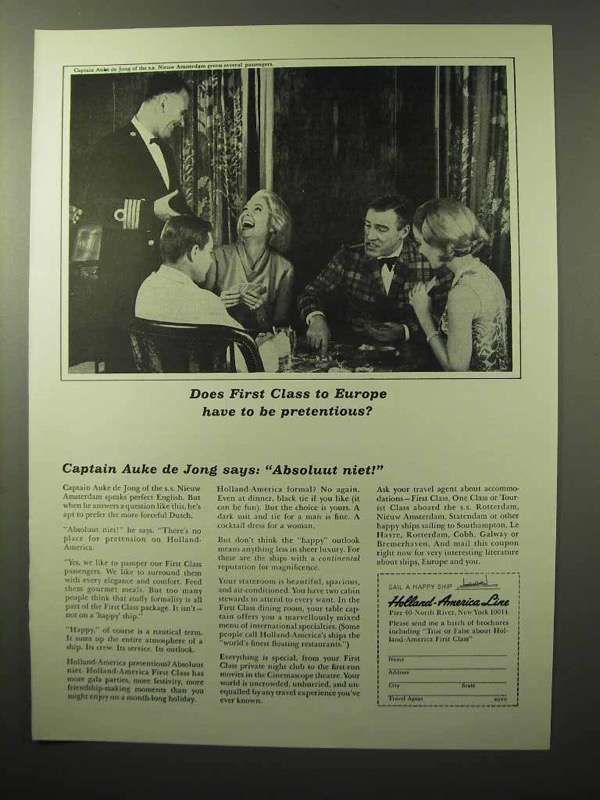 Captain Auke de Jong of the s.s. Nieuw Amsterdam greets several passengers.
Does First Class to Europe
have to be pretentious?
Captain Auke de Jong says: “Absoluut niet!”
Captain Auke de Jong of the s.s. Nieuw
Amsterdam speaks perfect English. But
when he answers a question like this, he's
apt to prefer the more forceful Dutch.
"Absoluut niet!" he says. "There's no
place for pretension on Holland-
America.
"Yes, we like to pamper our First Class
passengers. We like to surround them
with every elegance and comfort. Feed
them gourmet meals. But too many
people think that stuffy formality is all
part of the First Class package. It isn't—
not on a 'happy' ship."
"Happy," of course is a nautical term.
It sums up the entire atmosphere of a
ship. Its crew. Its service. Its outlook.
Holland-America pretentious? Absoluut
niet. Holland-America First Class has
more gala parties, more festivity, more
friendship-making moments than you
might enjoy on a month-long holiday.
Holland-America formal? No again.
Even at dinner, black tie if you like (it
can be fun). But the choice is yours. A
dark suit and tie for a man is fine. A
cocktail dress for a woman.
But don't think the "happy" outlook
means anything less in sheer luxury. For
these are the ships with a continental
reputation for magnificence.
Your stateroom is beautiful, spacious,
and air-conditioned. You have two cabin
stewards to attend to every want. In the
First Class dining room, your table cap-
tain offers you a marvellously mixed
menu of international specialties. (Some
people call Holland-America's ships the
"world's finest floating restaurants.")
Everything is special, from your First
Class private night club to the first-run
movies in the Cinemascope theatre. Your
world is uncrowded, unhurried, and un-
equalled by any travel experience you've
ever known.
Ask your travel agent about accommo-
dations—First Class, One Class or Tour-
ist Class aboard the s.s. Rotterdam,
Nieuw Amsterdam, Statendam or other
happy ships sailing to Southampton, Le
Havre, Rotterdam, Cobh, Galway or
Bremerhaven. And mail this coupon
right now for very interesting literature
about ships, Europe and you.
SAIL A HAPPY SHIP
Holland-America Line
Pier 40 North River, New York 10014
Please send me a batch of brochures
including "True or False about Hol-
land-America First Class"
Name
Address
City State
Travel Agent